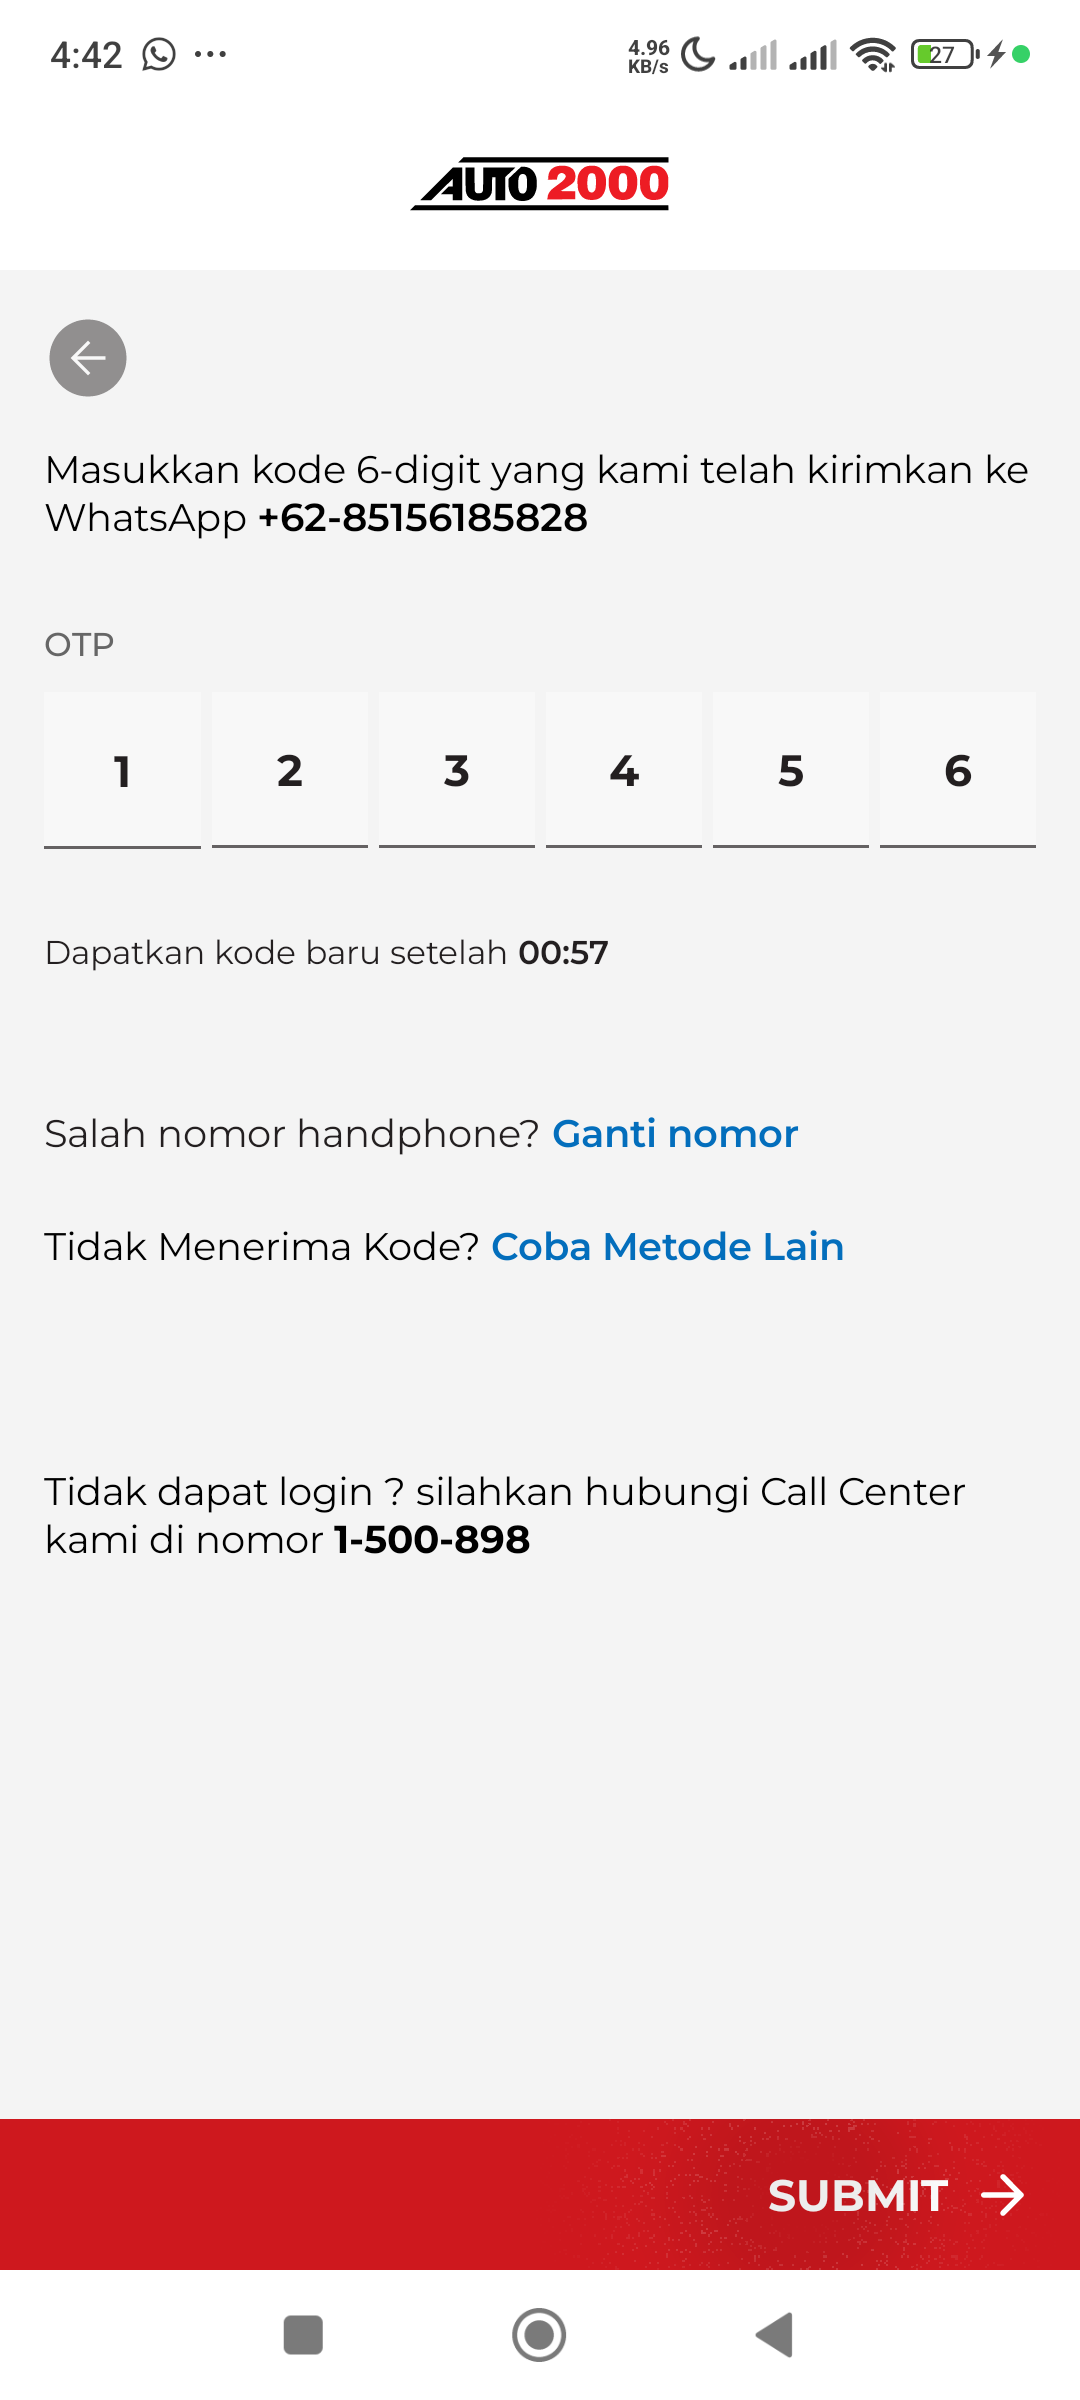 4:42
4.96
KB/s
27
AUTO 2000
Masukkan kode 6-digit yang kami telah kirimkan ke
WhatsApp +62-85156185828
OTP
1 2 3 4 5 6
Dapatkan kode baru setelah 00:57
Salah nomor handphone? Ganti nomor
Tidak Menerima Kode? Coba Metode Lain
Tidak dapat login ? silahkan hubungi Call Center
kami di nomor 1-500-898
SUBMIT